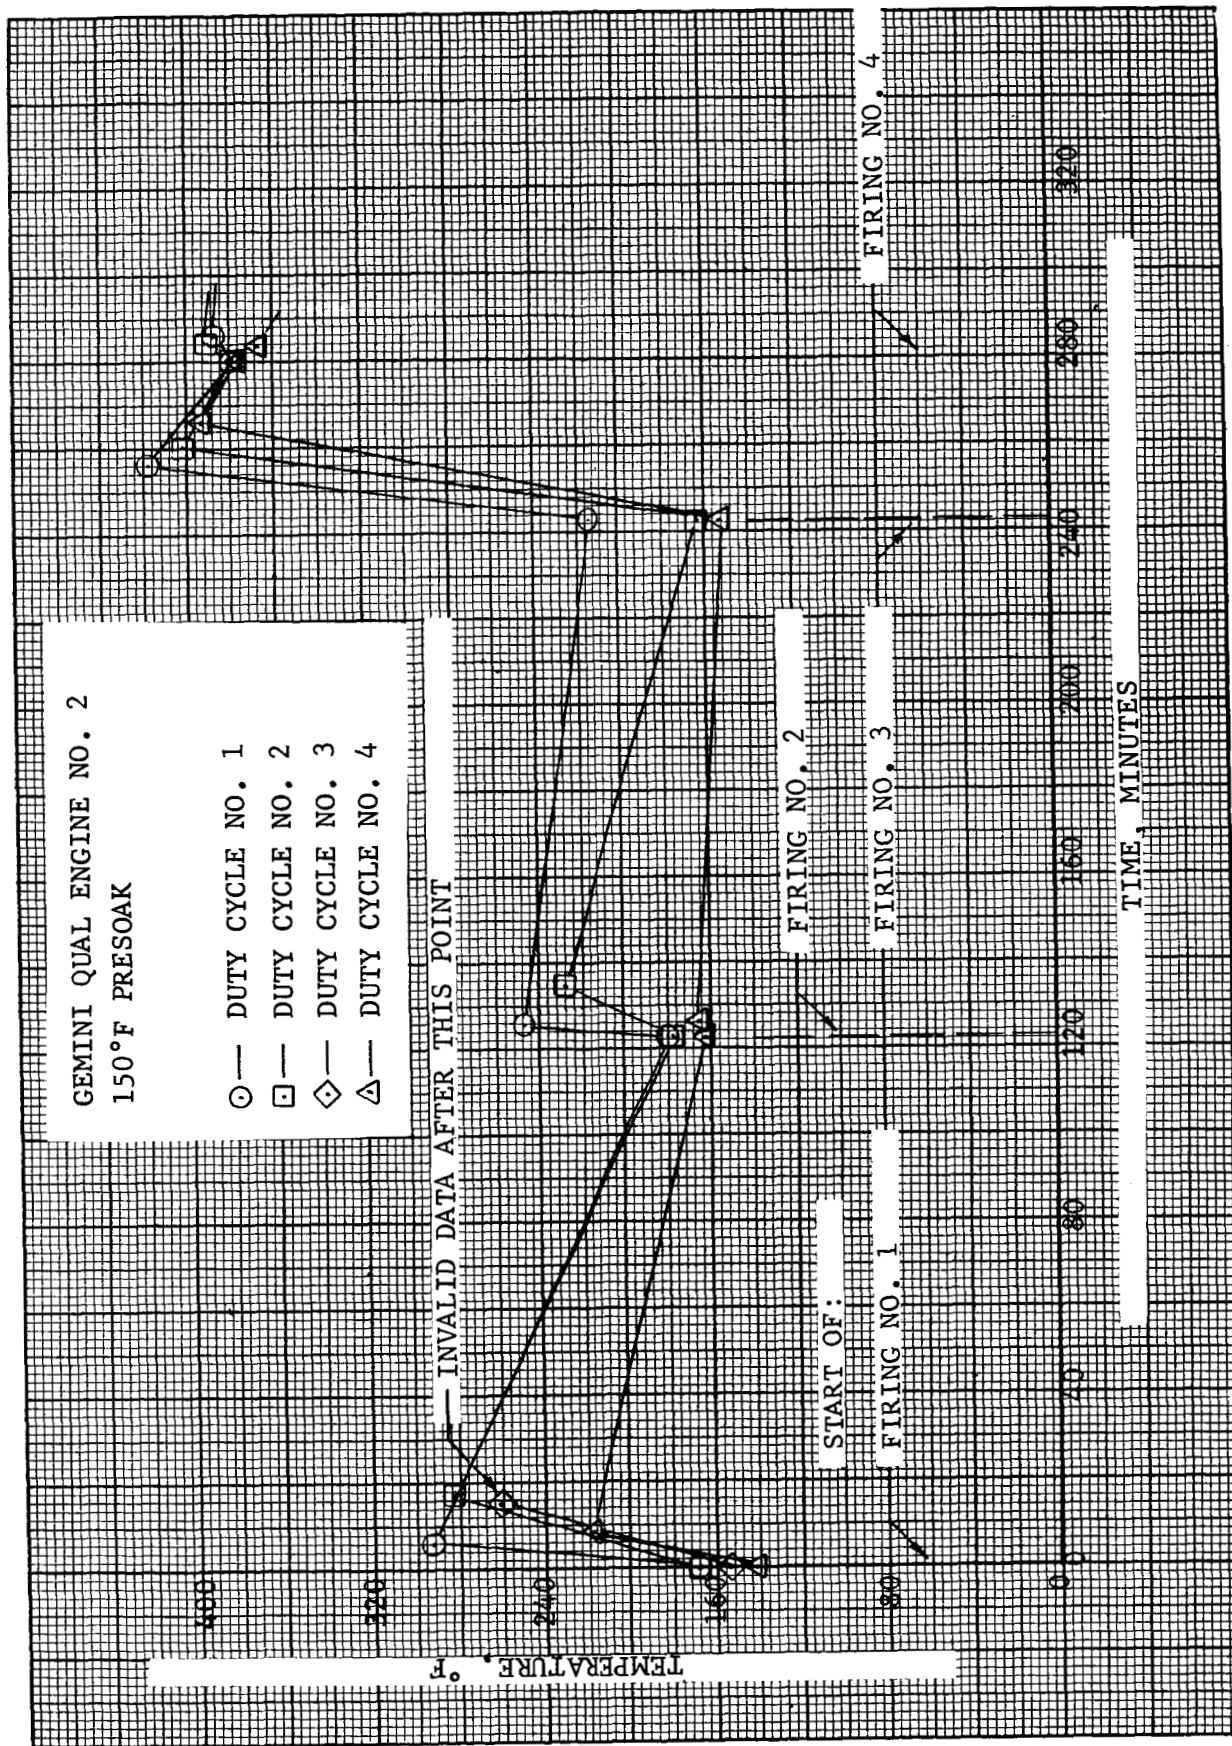 GEMINI QUAL ENGINE NO. 2
150°F PRESOAK
DUTY CYCLE NO. 1
DUTY CYCLE NO. 2
DUTY CYCLE NO. 3
DUTY CYCLE NO. 4
INVALID DATA AFTER THIS POINT
TEMPERATURE, °F
400
320
240
160
80
0
START OF:
FIRING NO. 1
FIRING NO. 2
FIRING NO. 3
FIRING NO. 4
0
40
80
120
160
200
240
280
320
TIME, MINUTES